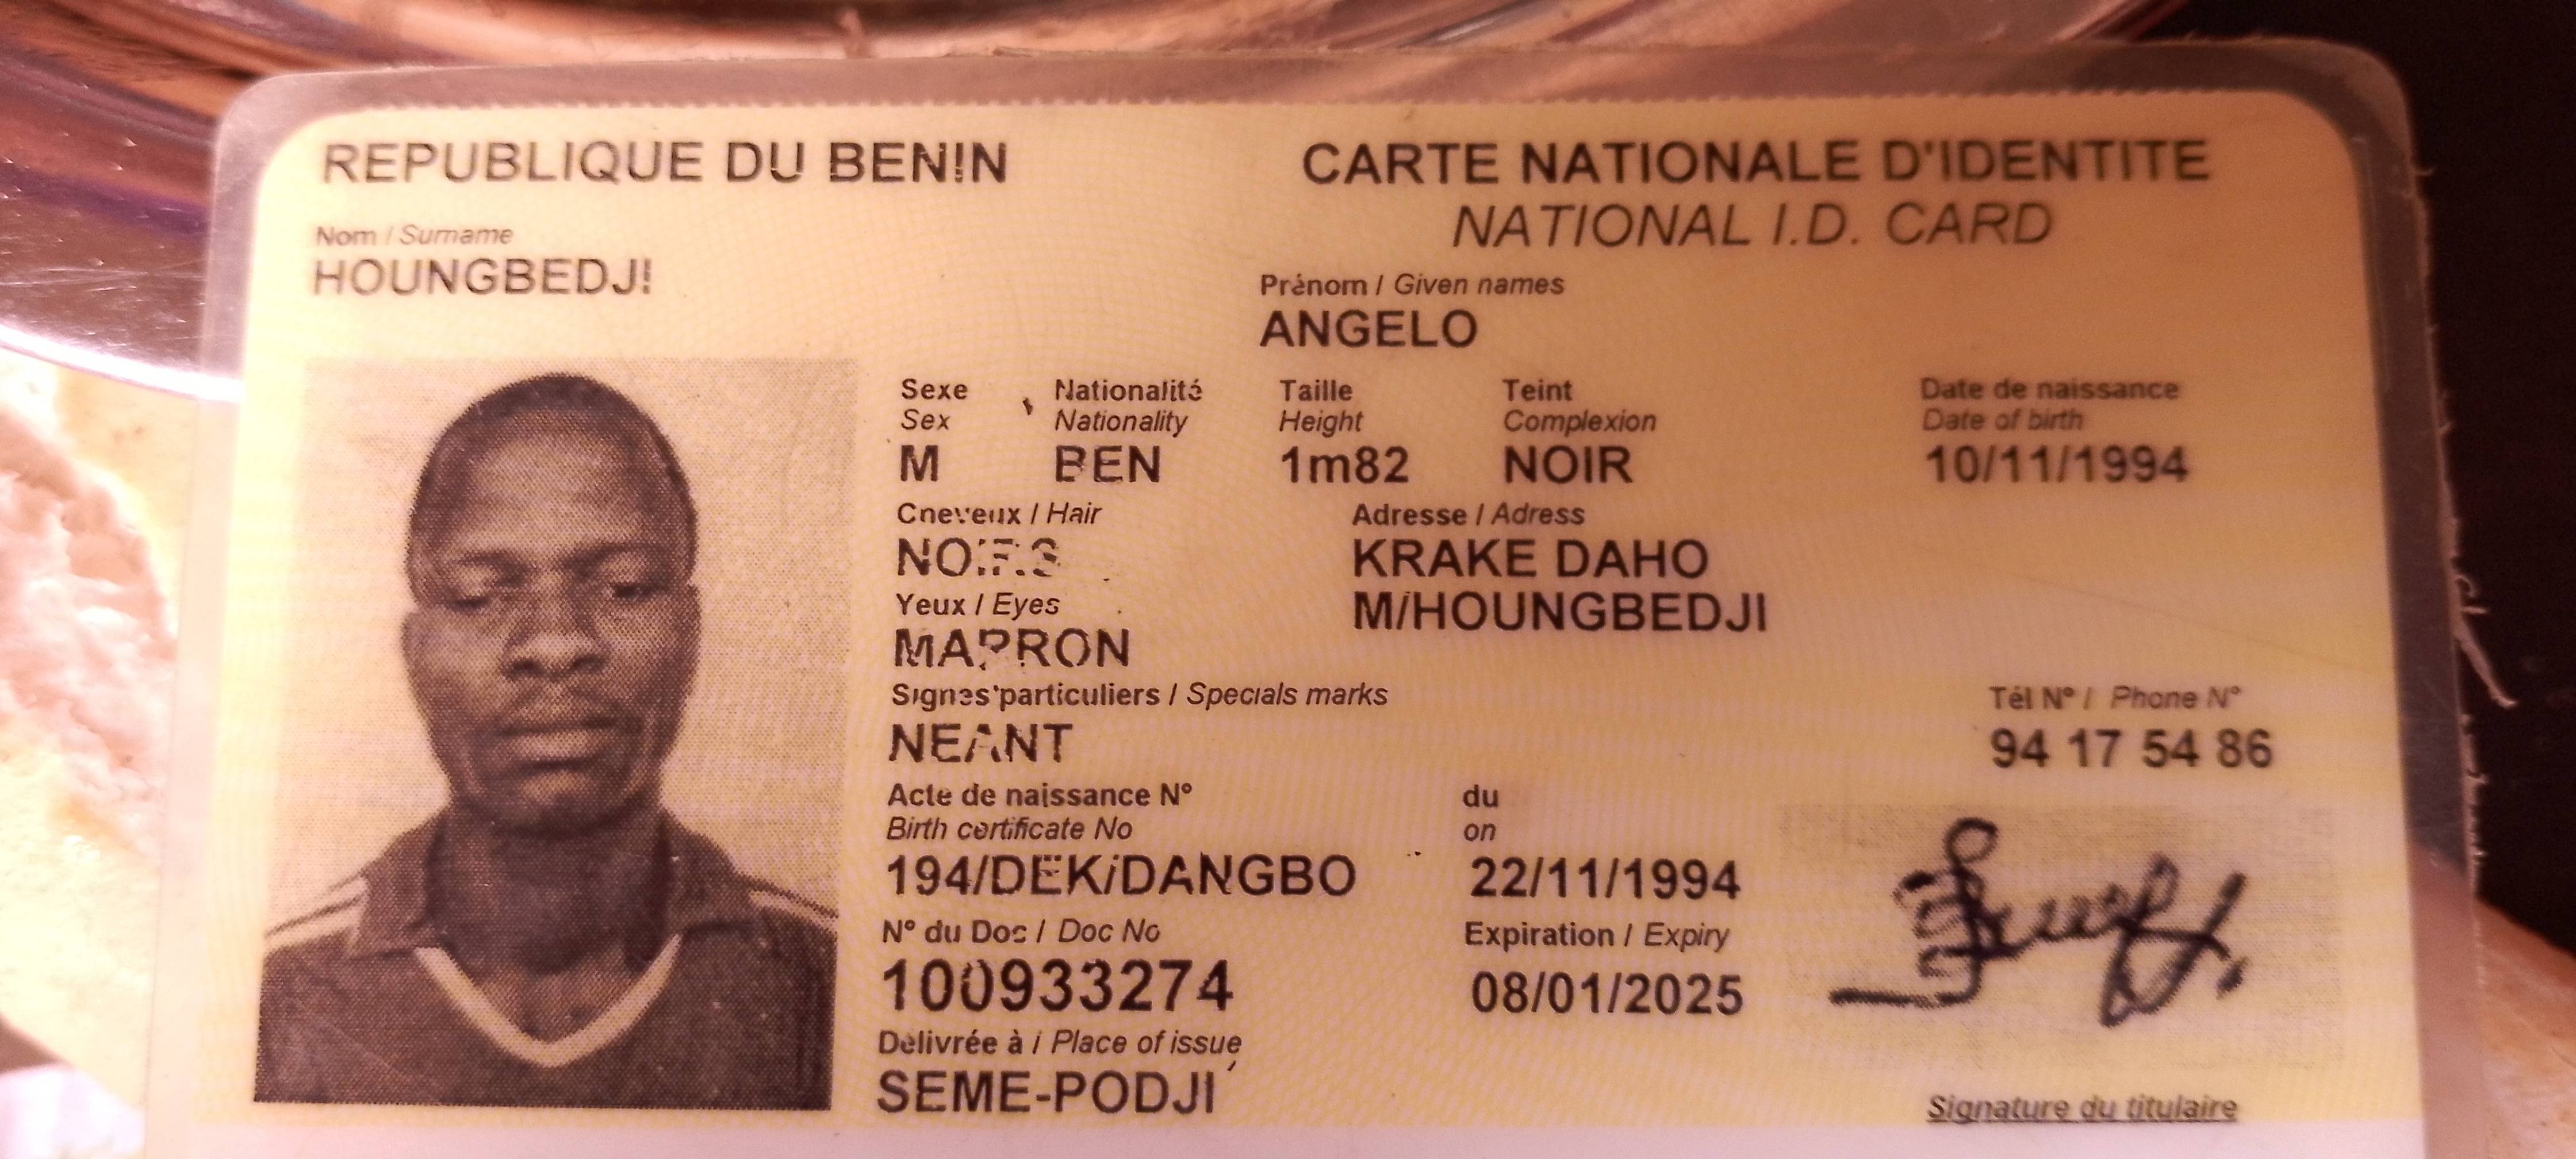 REPUBLIQUE DU BENIN
CARTE NATIONALE D'IDENTITE
NATIONAL I.D. CARD
Nom / Surname
HOUNGBEDJI
Prénom / Given names
ANGELO
Sexe Nationalité Taille Teint Date de naissance
Sex Nationality Height Complexion Date of birth
M BEN 1m82 NOIR 10/11/1994
Cheveux / Hair Adresse / Adress
NOIRS KRAKE DAHO
Yeux / Eyes M/HOUNGBEDJI
MARRON
Signes particuliers / Specials marks Tél N° / Phone N°
NEANT 94 17 54 86
Acte de naissance N° du
Birth certificate No on
194/DEK/DANGBO 22/11/1994
N° du Doc / Doc No Expiration / Expiry
100933274 08/01/2025
Délivrée à / Place of issue
SEME-PODJI
Signature du titulaire